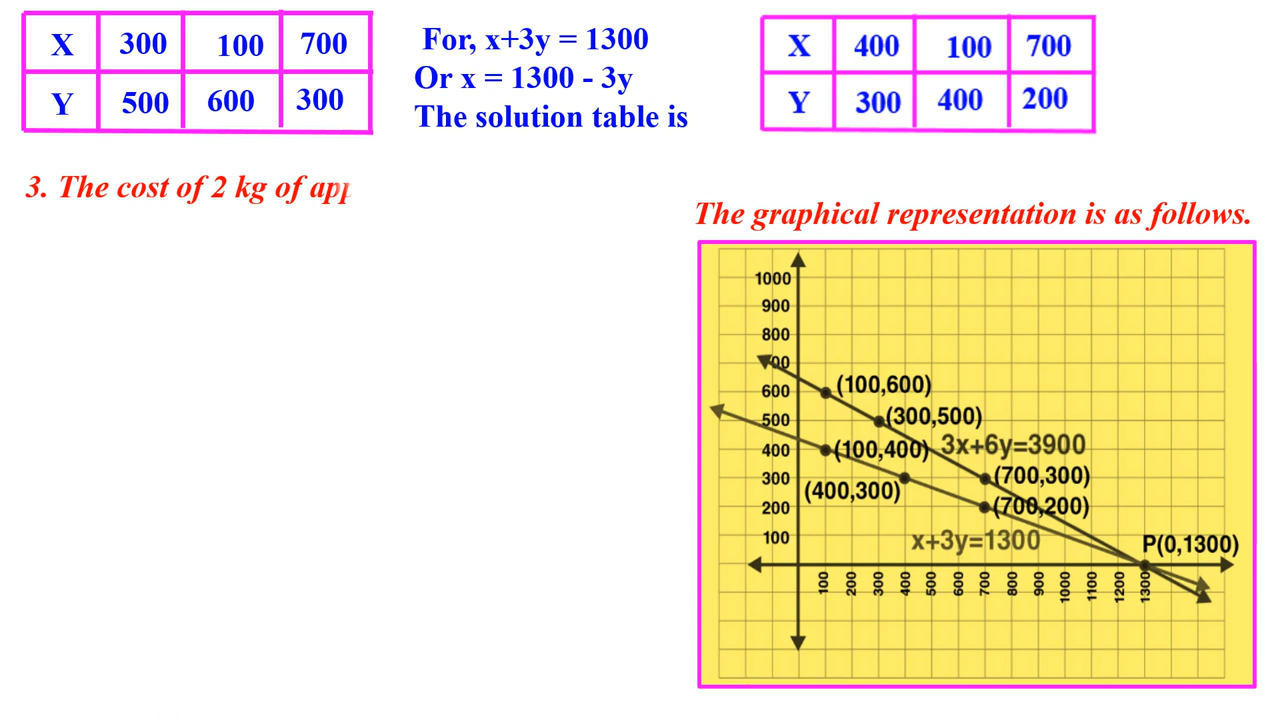 X 300 100 700
Y 500 600 300
For, x+3y = 1300
Or x = 1300 - 3y
The solution table is
X 400 100 700
Y 300 400 200
3. The cost of 2 kg of app
The graphical representation is as follows.
1000
900
800
700
600
500
400
300
200
100
(100,600)
(300,500)
3x+6y=3900
(100,400)
(700,300)
(400,300)
(700,200)
x+3y=1300
P(0,1300)
100 200 300 400 500 600 700 800 900 1000 1100 1200 1300